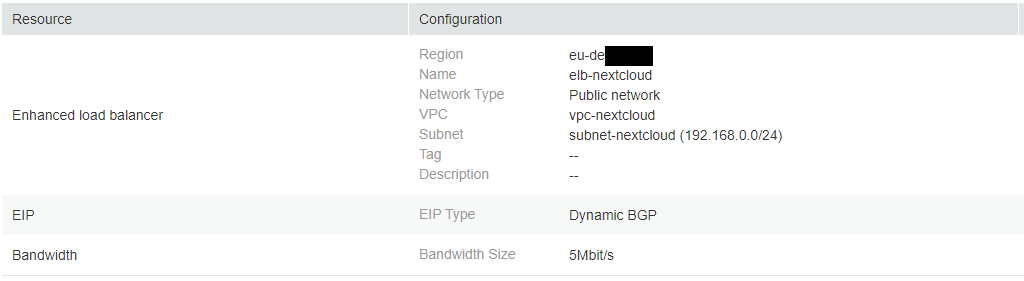 Resource Configuration
Region eu-de
Name elb-nextcloud
Network Type Public network
Enhanced load balancer VPC vpc-nextcloud
Subnet subnet-nextcloud (192.168.0.0/24)
Tag --
Description --
EIP EIP Type Dynamic BGP
Bandwidth Bandwidth Size 5Mbit/s